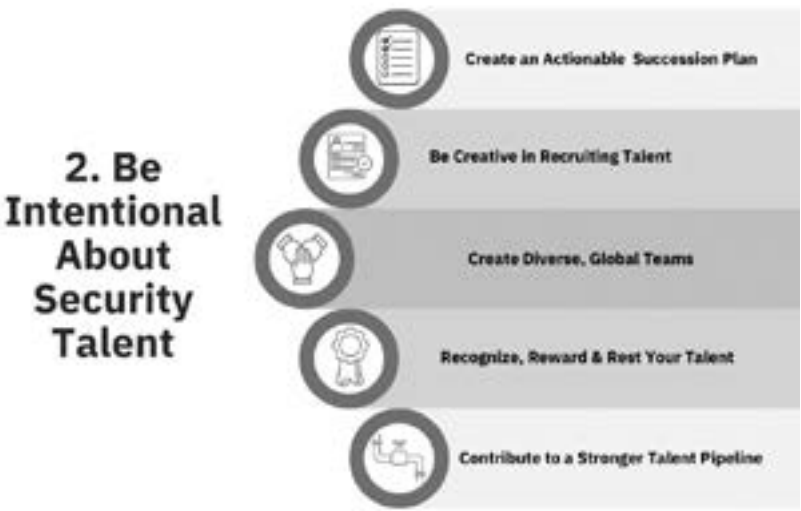 2. Be
Intentional
About
Security
Talent
Create an Actionable Succession Plan
Be Creative in Recruiting Talent
Create Diverse, Global Teams
Recognize, Reward & Rest Your Talent
Contribute to a Stronger Talent Pipeline